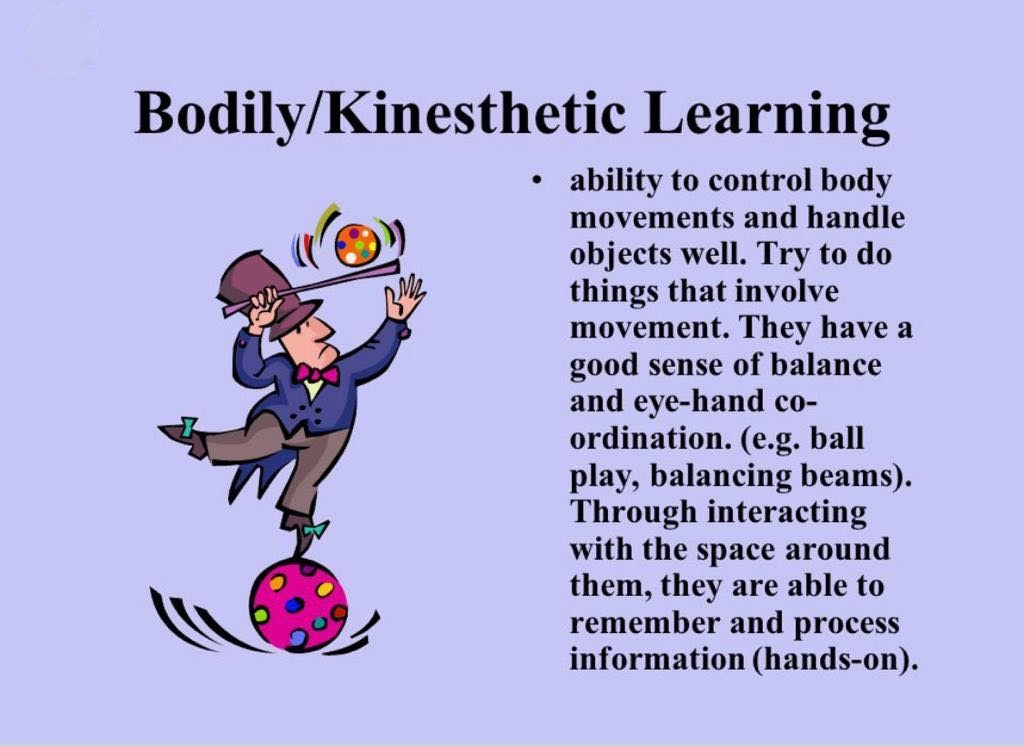 Bodily/Kinesthetic Learning
• ability to control body
movements and handle
objects well. Try to do
things that involve
movement. They have a
good sense of balance
and eye-hand co-
ordination. (e.g. ball
play, balancing beams).
Through interacting
with the space around
them, they are able to
remember and process
information (hands-on).